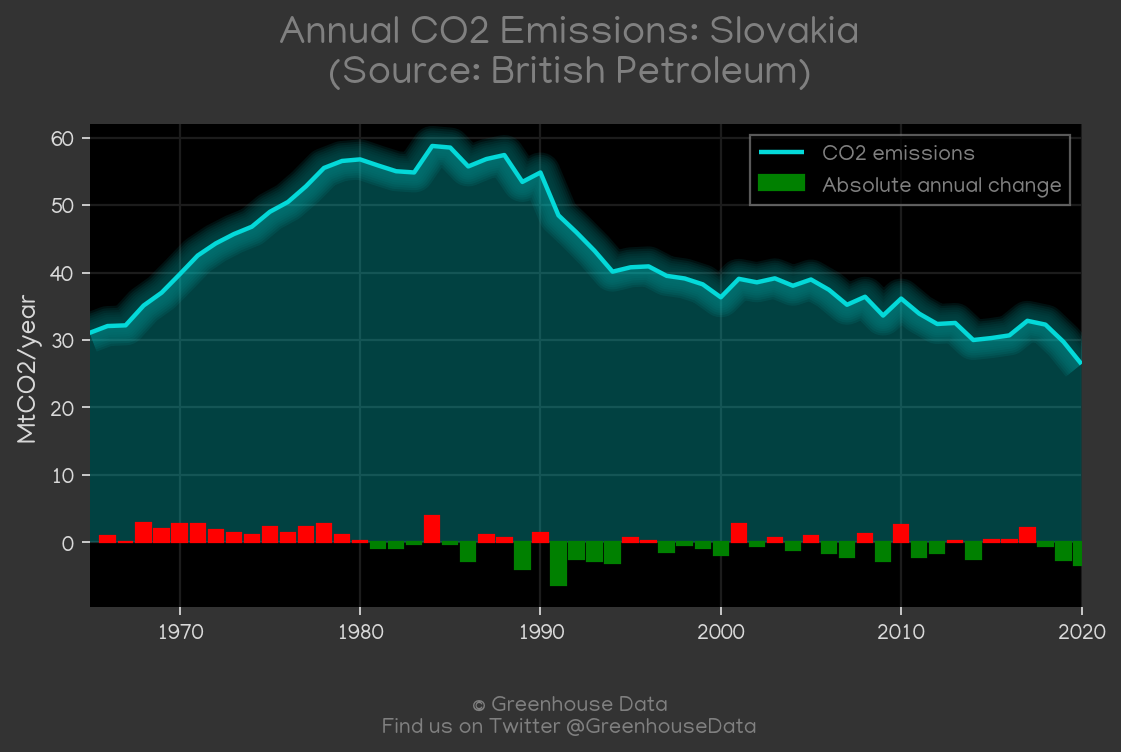 Annual CO2 Emissions: Slovakia
(Source: British Petroleum)
60
CO2 emissions
Absolute annual change
50
40
30
20
10
0
MtCO2/year
1970 1980 1990 2000 2010 2020
© Greenhouse Data
Find us on Twitter @GreenhouseData